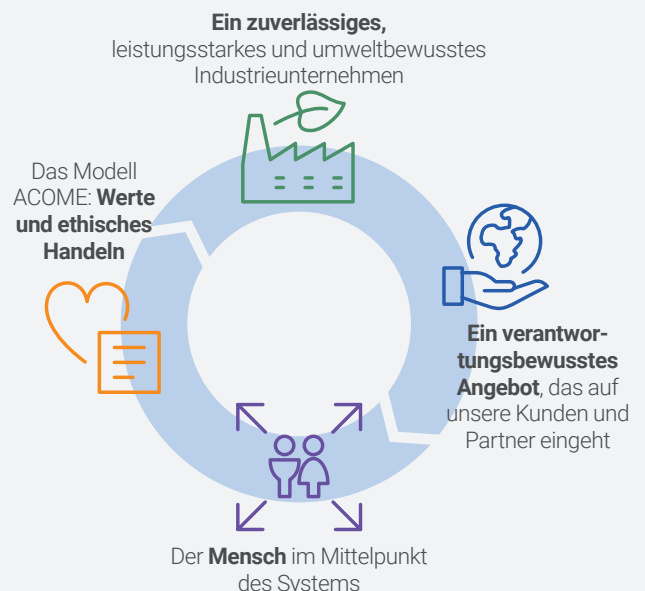 Ein zuverlässiges,
leistungsstarkes und umweltbewusstes
Industrieunternehmen
Das Modell
ACOME: Werte
und ethisches
Handeln
Ein verantwor-
tungsbewusstes
Angebot, das auf
unsere Kunden und
Partner eingeht
Der Mensch im Mittelpunkt
des Systems